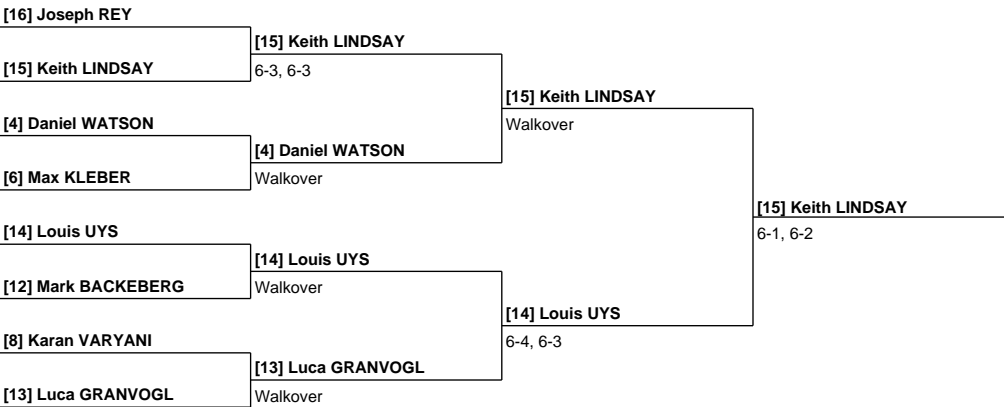 [16] Joseph REY
[15] Keith LINDSAY
[15] Keith LINDSAY
6-3, 6-3
[15] Keith LINDSAY
[4] Daniel WATSON
Walkover
[4] Daniel WATSON
[6] Max KLEBER
Walkover
[15] Keith LINDSAY
[14] Louis UYS
6-1, 6-2
[14] Louis UYS
[12] Mark BACKEBERG
Walkover
[14] Louis UYS
[8] Karan VARYANI
6-4, 6-3
[13] Luca GRANVOGL
[13] Luca GRANVOGL
Walkover